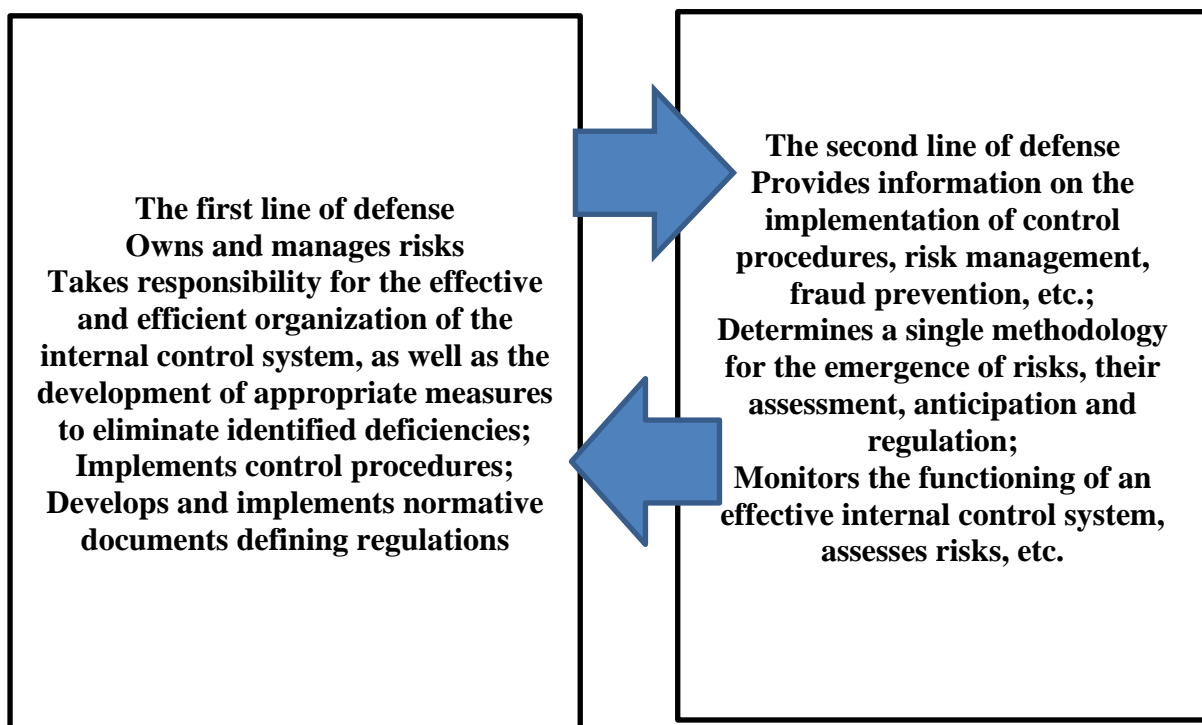 The first line of defense
Owns and manages risks
Takes responsibility for the effective
and efficient organization of the
internal control system, as well as the
development of appropriate measures
to eliminate identified deficiencies;
Implements control procedures;
Develops and implements normative
documents defining regulations
The second line of defense
Provides information on the
implementation of control
procedures, risk management,
fraud prevention, etc.;
Determines a single methodology
for the emergence of risks, their
assessment, anticipation and
regulation;
Monitors the functioning of an
effective internal control system,
assesses risks, etc.